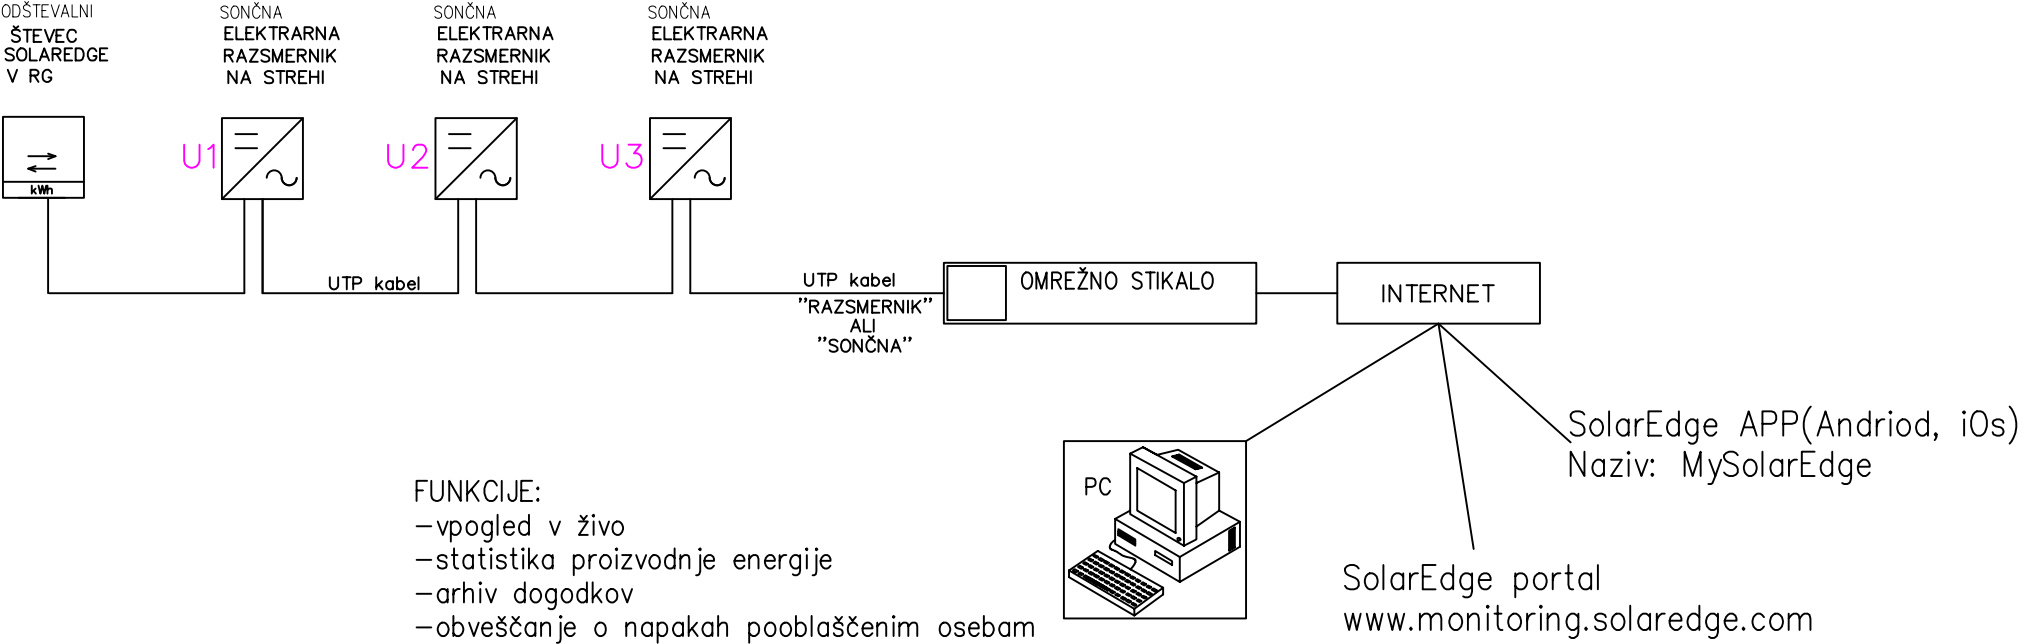 ODŠTEVALNI
ŠTEVEC
SOLAREDGE
V RG
SONČNA
ELEKTRARNA
RAZSMERNIK
NA STREHI
SONČNA
ELEKTRARNA
RAZSMERNIK
NA STREHI
SONČNA
ELEKTRARNA
RAZSMERNIK
NA STREHI
kWh
U1
U2
U3
UTP kabel
UTP kabel
"RAZSMERNIK"
ALI
"SONČNA"
OMREŽNO STIKALO
INTERNET
PC
SolarEdge APP(Andriod, iOs)
Naziv: MySolarEdge
SolarEdge portal
www.monitoring.solaredge.com
FUNKCIJE:
-vpogled v živo
-statistika proizvodnje energije
-arhiv dogodkov
-obveščanje o napakah pooblaščenim osebam